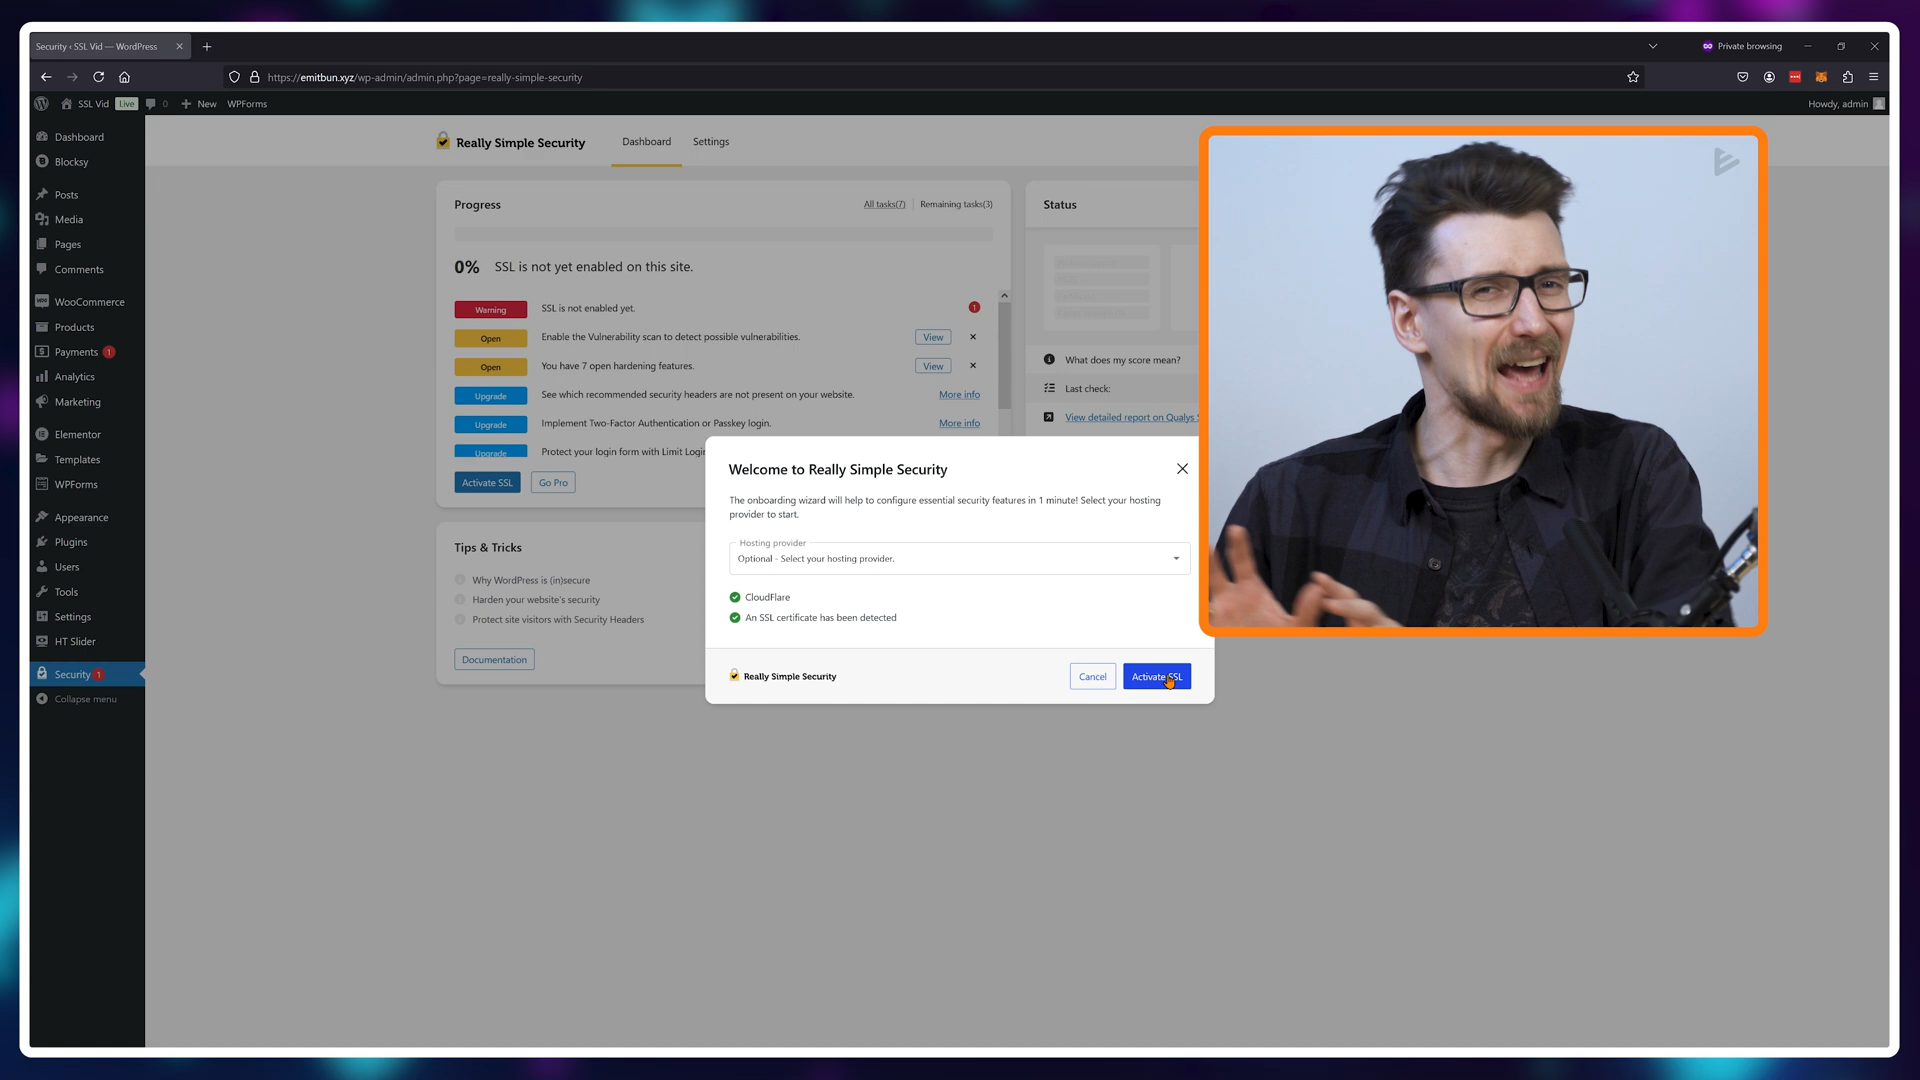 Security ‹ SSL Vid — WordPress
Private browsing
https://emitbun.xyz/wp-admin/admin.php?page=really-simple-security
SSL Vid Live 0 New WPForms
Howdy, admin
Dashboard
Blocksy
Posts
Media
Pages
Comments
WooCommerce
Products
Payments 1
Analytics
Marketing
Elementor
Templates
WPForms
Appearance
Plugins
Users
Tools
Settings
HT Slider
Security 1
Collapse menu
Really Simple Security
Dashboard
Settings
Progress
All tasks(7)
Remaining tasks(3)
0% SSL is not yet enabled on this site.
Warning SSL is not enabled yet. 1
Open Enable the Vulnerability scan to detect possible vulnerabilities. View
Open You have 7 open hardening features. View
Upgrade See which recommended security headers are not present on your website. More info
Upgrade Implement Two-Factor Authentication or Passkey login. More info
Upgrade Protect your login form with Limit Login
Activate SSL
Go Pro
Tips & Tricks
Why WordPress is (in)secure
Harden your website's security
Protect site visitors with Security Headers
Documentation
Status
What does my score mean?
Last check:
View detailed report on Qualys
Welcome to Really Simple Security
The onboarding wizard will help to configure essential security features in 1 minute! Select your hosting
provider to start.
Hosting provider
Optional - Select your hosting provider.
CloudFlare
An SSL certificate has been detected
Really Simple Security
Cancel
Activate SSL